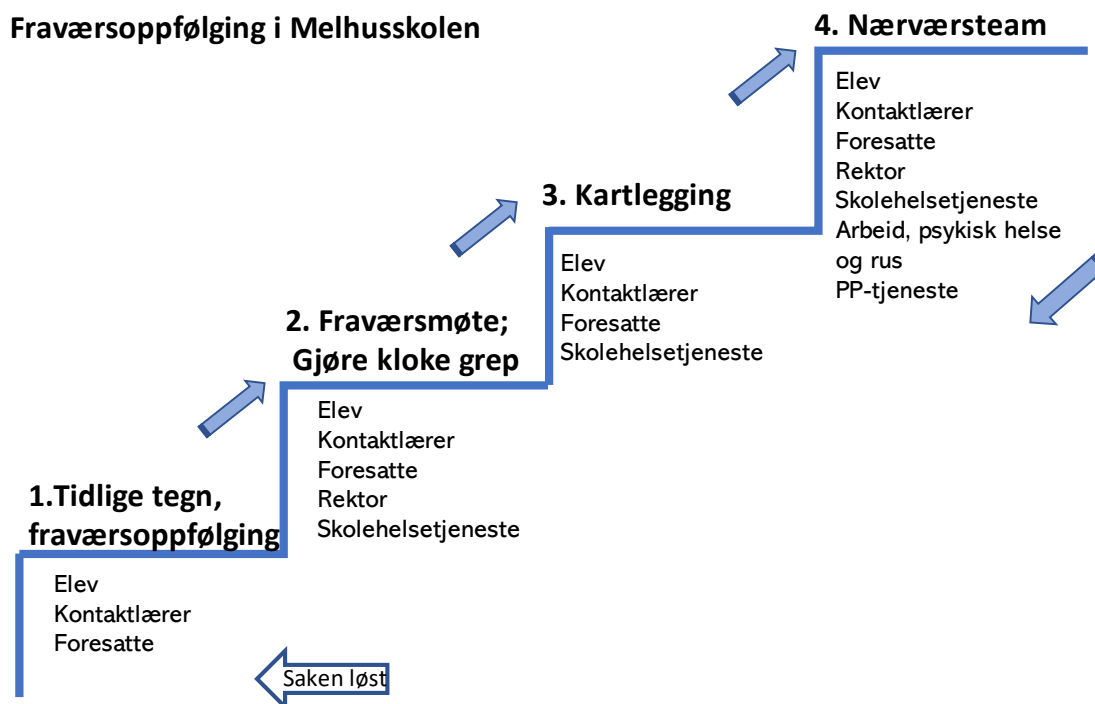 Fraværsoppfølging i Melhusskolen
4. Nærværsteam
Elev
Kontaktlærer
Foresatte
Rektor
Skolehelsetjeneste
Arbeid, psykisk helse
og rus
PP-tjeneste
3. Kartlegging
Elev
Kontaktlærer
Foresatte
Skolehelsetjeneste
2. Fraværsmøte;
Gjøre kloke grep
Elev
Kontaktlærer
Foresatte
Rektor
Skolehelsetjeneste
1.Tidlige tegn,
fraværsoppfølging
Elev
Kontaktlærer
Foresatte
Saken løst